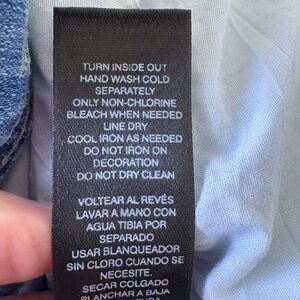 TURN INSIDE OUT
HAND WASH COLD
SEPARATELY
ONLY NON-CHLORINE
BLEACH WHEN NEEDED
LINE DRY
COOL IRON AS NEEDED
DO NOT IRON ON
DECORATION
DO NOT DRY CLEAN
VOLTEAR AL REVÉS
LAVAR A MANO CON
AGUA TIBIA POR
SEPARADO
USAR BLANQUEADOR
SIN CLORO CUANDO SE
NECESITE.
SECAR COLGADO
PLANCHAR A BAJA